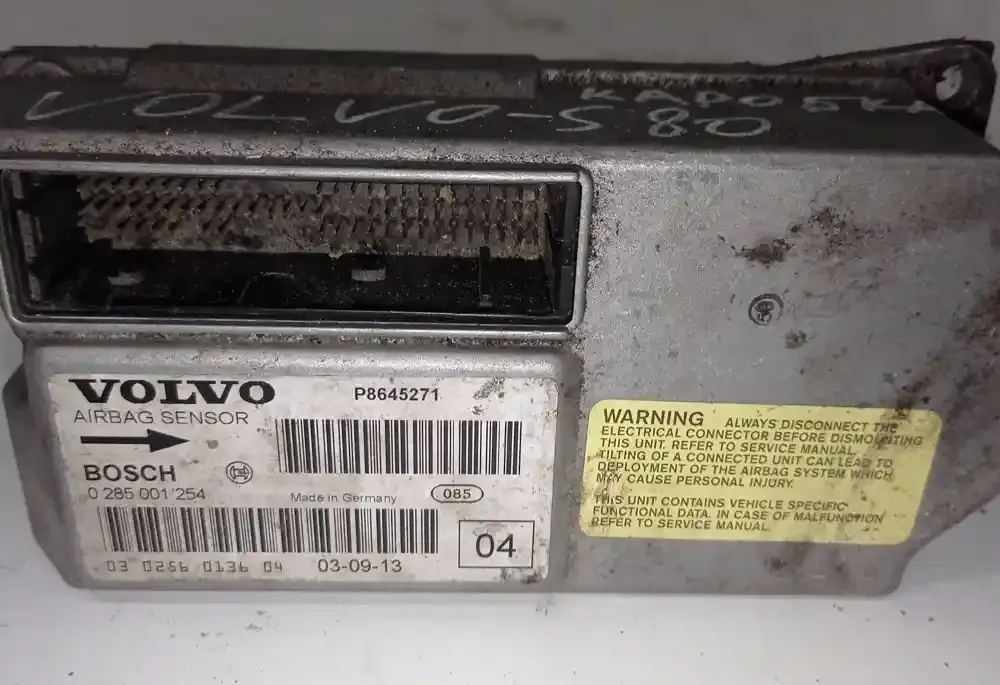 VOLVO-S80
VOLVO
P8645271
AIRBAG SENSOR
BOSCH
0 285 001 254
Made in Germany
085
03 0256 0136 04
03-09-13
04
WARNING ALWAYS DISCONNECT THE
ELECTRICAL CONNECTOR BEFORE DISMOUNTING
THIS UNIT. REFER TO SERVICE MANUAL.
TILTING OF A CONNECTED UNIT CAN LEAD TO
DEPLOYMENT OF THE AIRBAG SYSTEM WHICH
MAY CAUSE PERSONAL INJURY.
THIS UNIT CONTAINS VEHICLE SPECIFIC
FUNCTIONAL DATA. IN CASE OF MALFUNCTION
REFER TO SERVICE MANUAL.